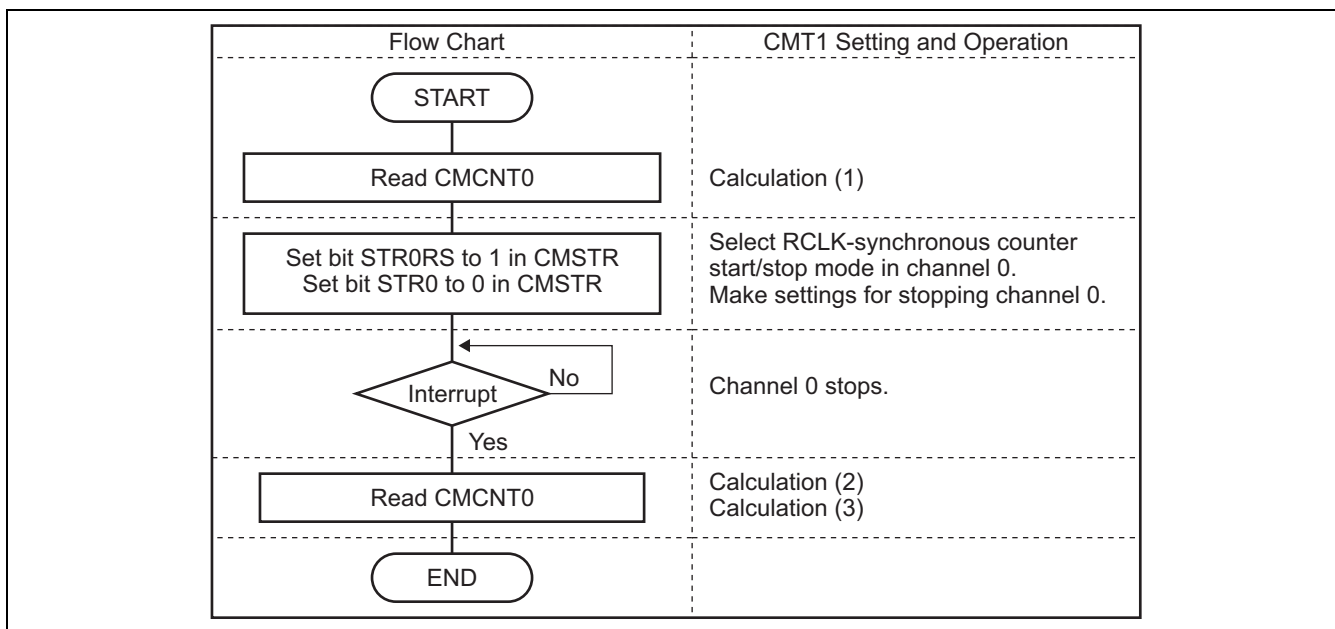 Flow Chart
CMT1 Setting and Operation
START
Read CMCNT0
Calculation (1)
Set bit STR0RS to 1 in CMSTR
Set bit STR0 to 0 in CMSTR
Select RCLK-synchronous counter
start/stop mode in channel 0.
Make settings for stopping channel 0.
Interrupt
No
Channel 0 stops.
Yes
Read CMCNT0
Calculation (2)
Calculation (3)
END